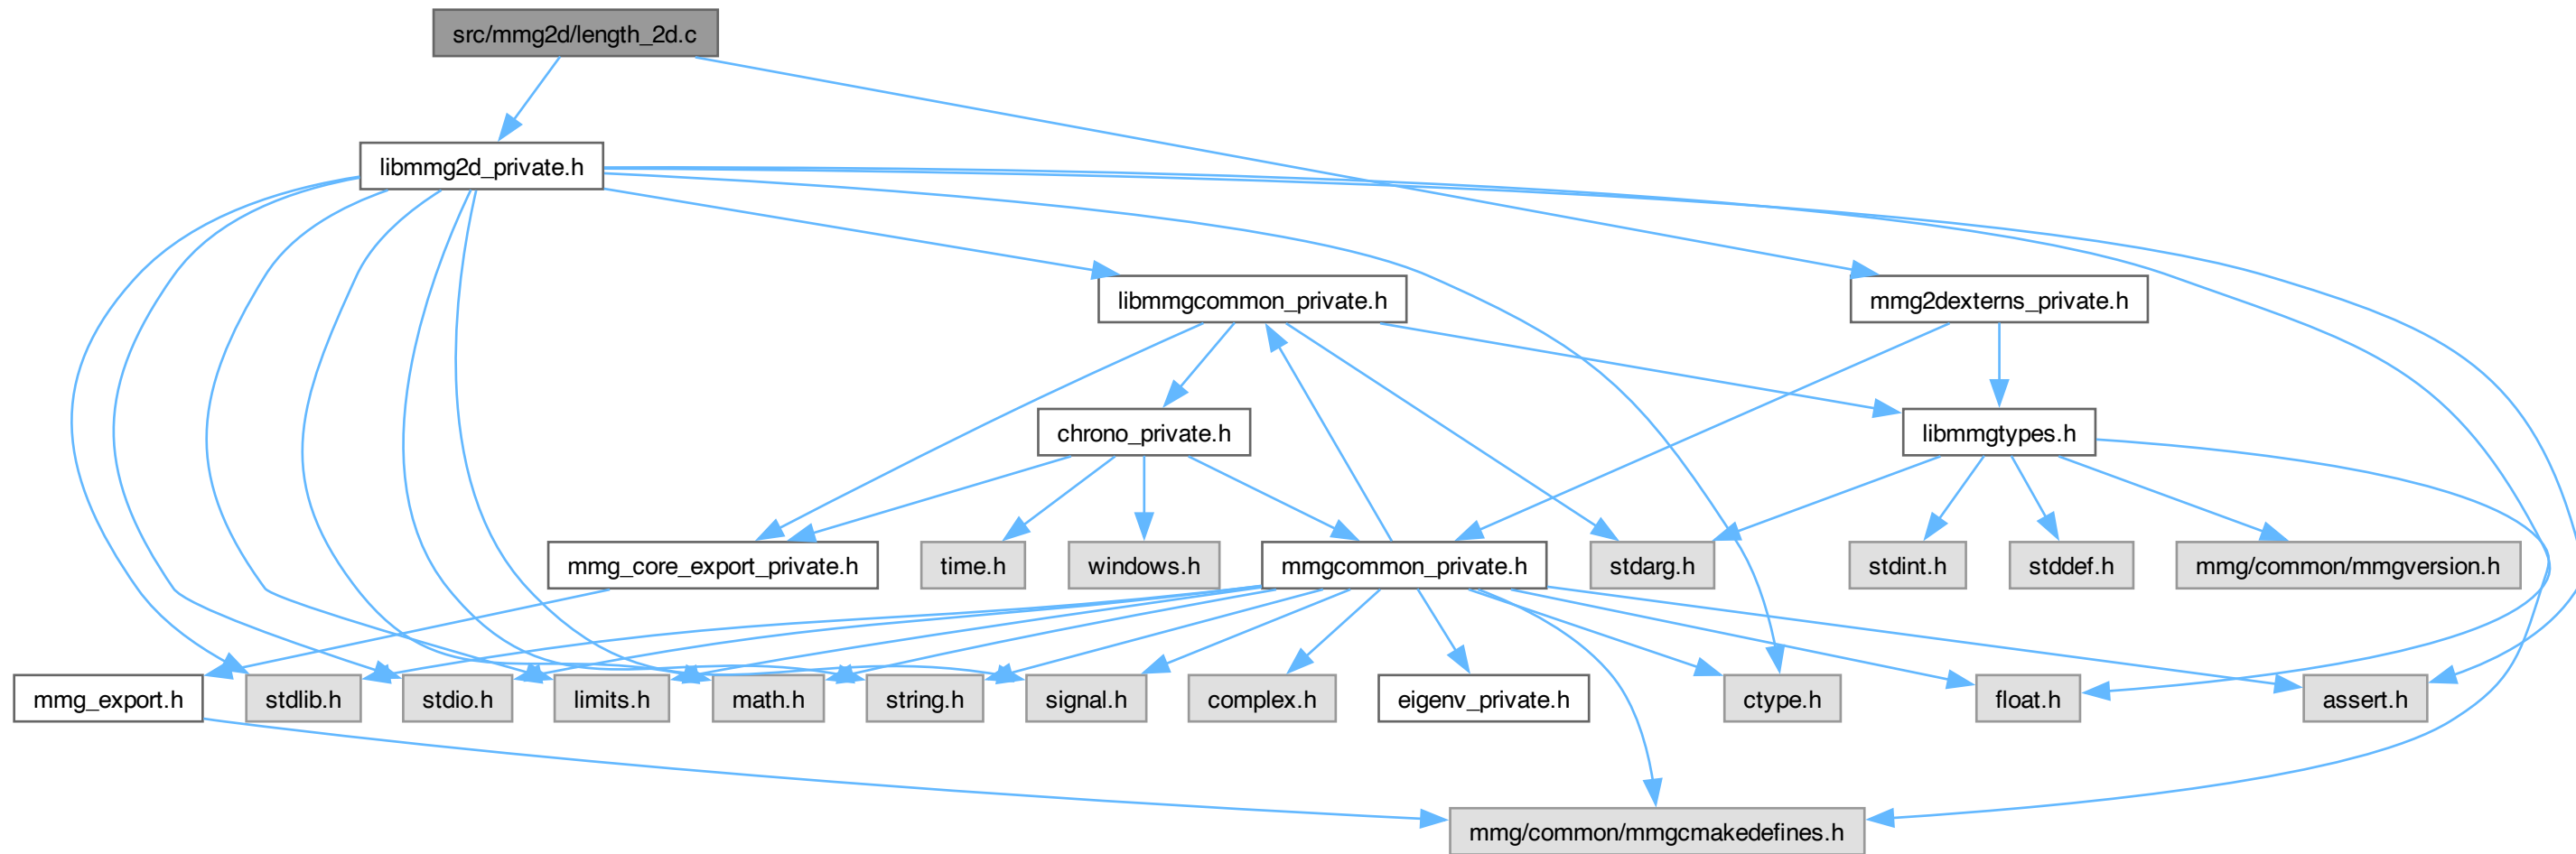 src/mmg2d/length_2d.c
libmmg2d_private.h
libmmgcommon_private.h
mmg2dexterns_private.h
chrono_private.h
libmmgtypes.h
mmg_core_export_private.h
time.h
windows.h
mmgcommon_private.h
stdarg.h
stdint.h
stddef.h
mmg/common/mmgversion.h
mmg_export.h
stdlib.h
stdio.h
limits.h
math.h
string.h
signal.h
complex.h
eigenv_private.h
ctype.h
float.h
assert.h
mmg/common/mmgcmakedefines.h